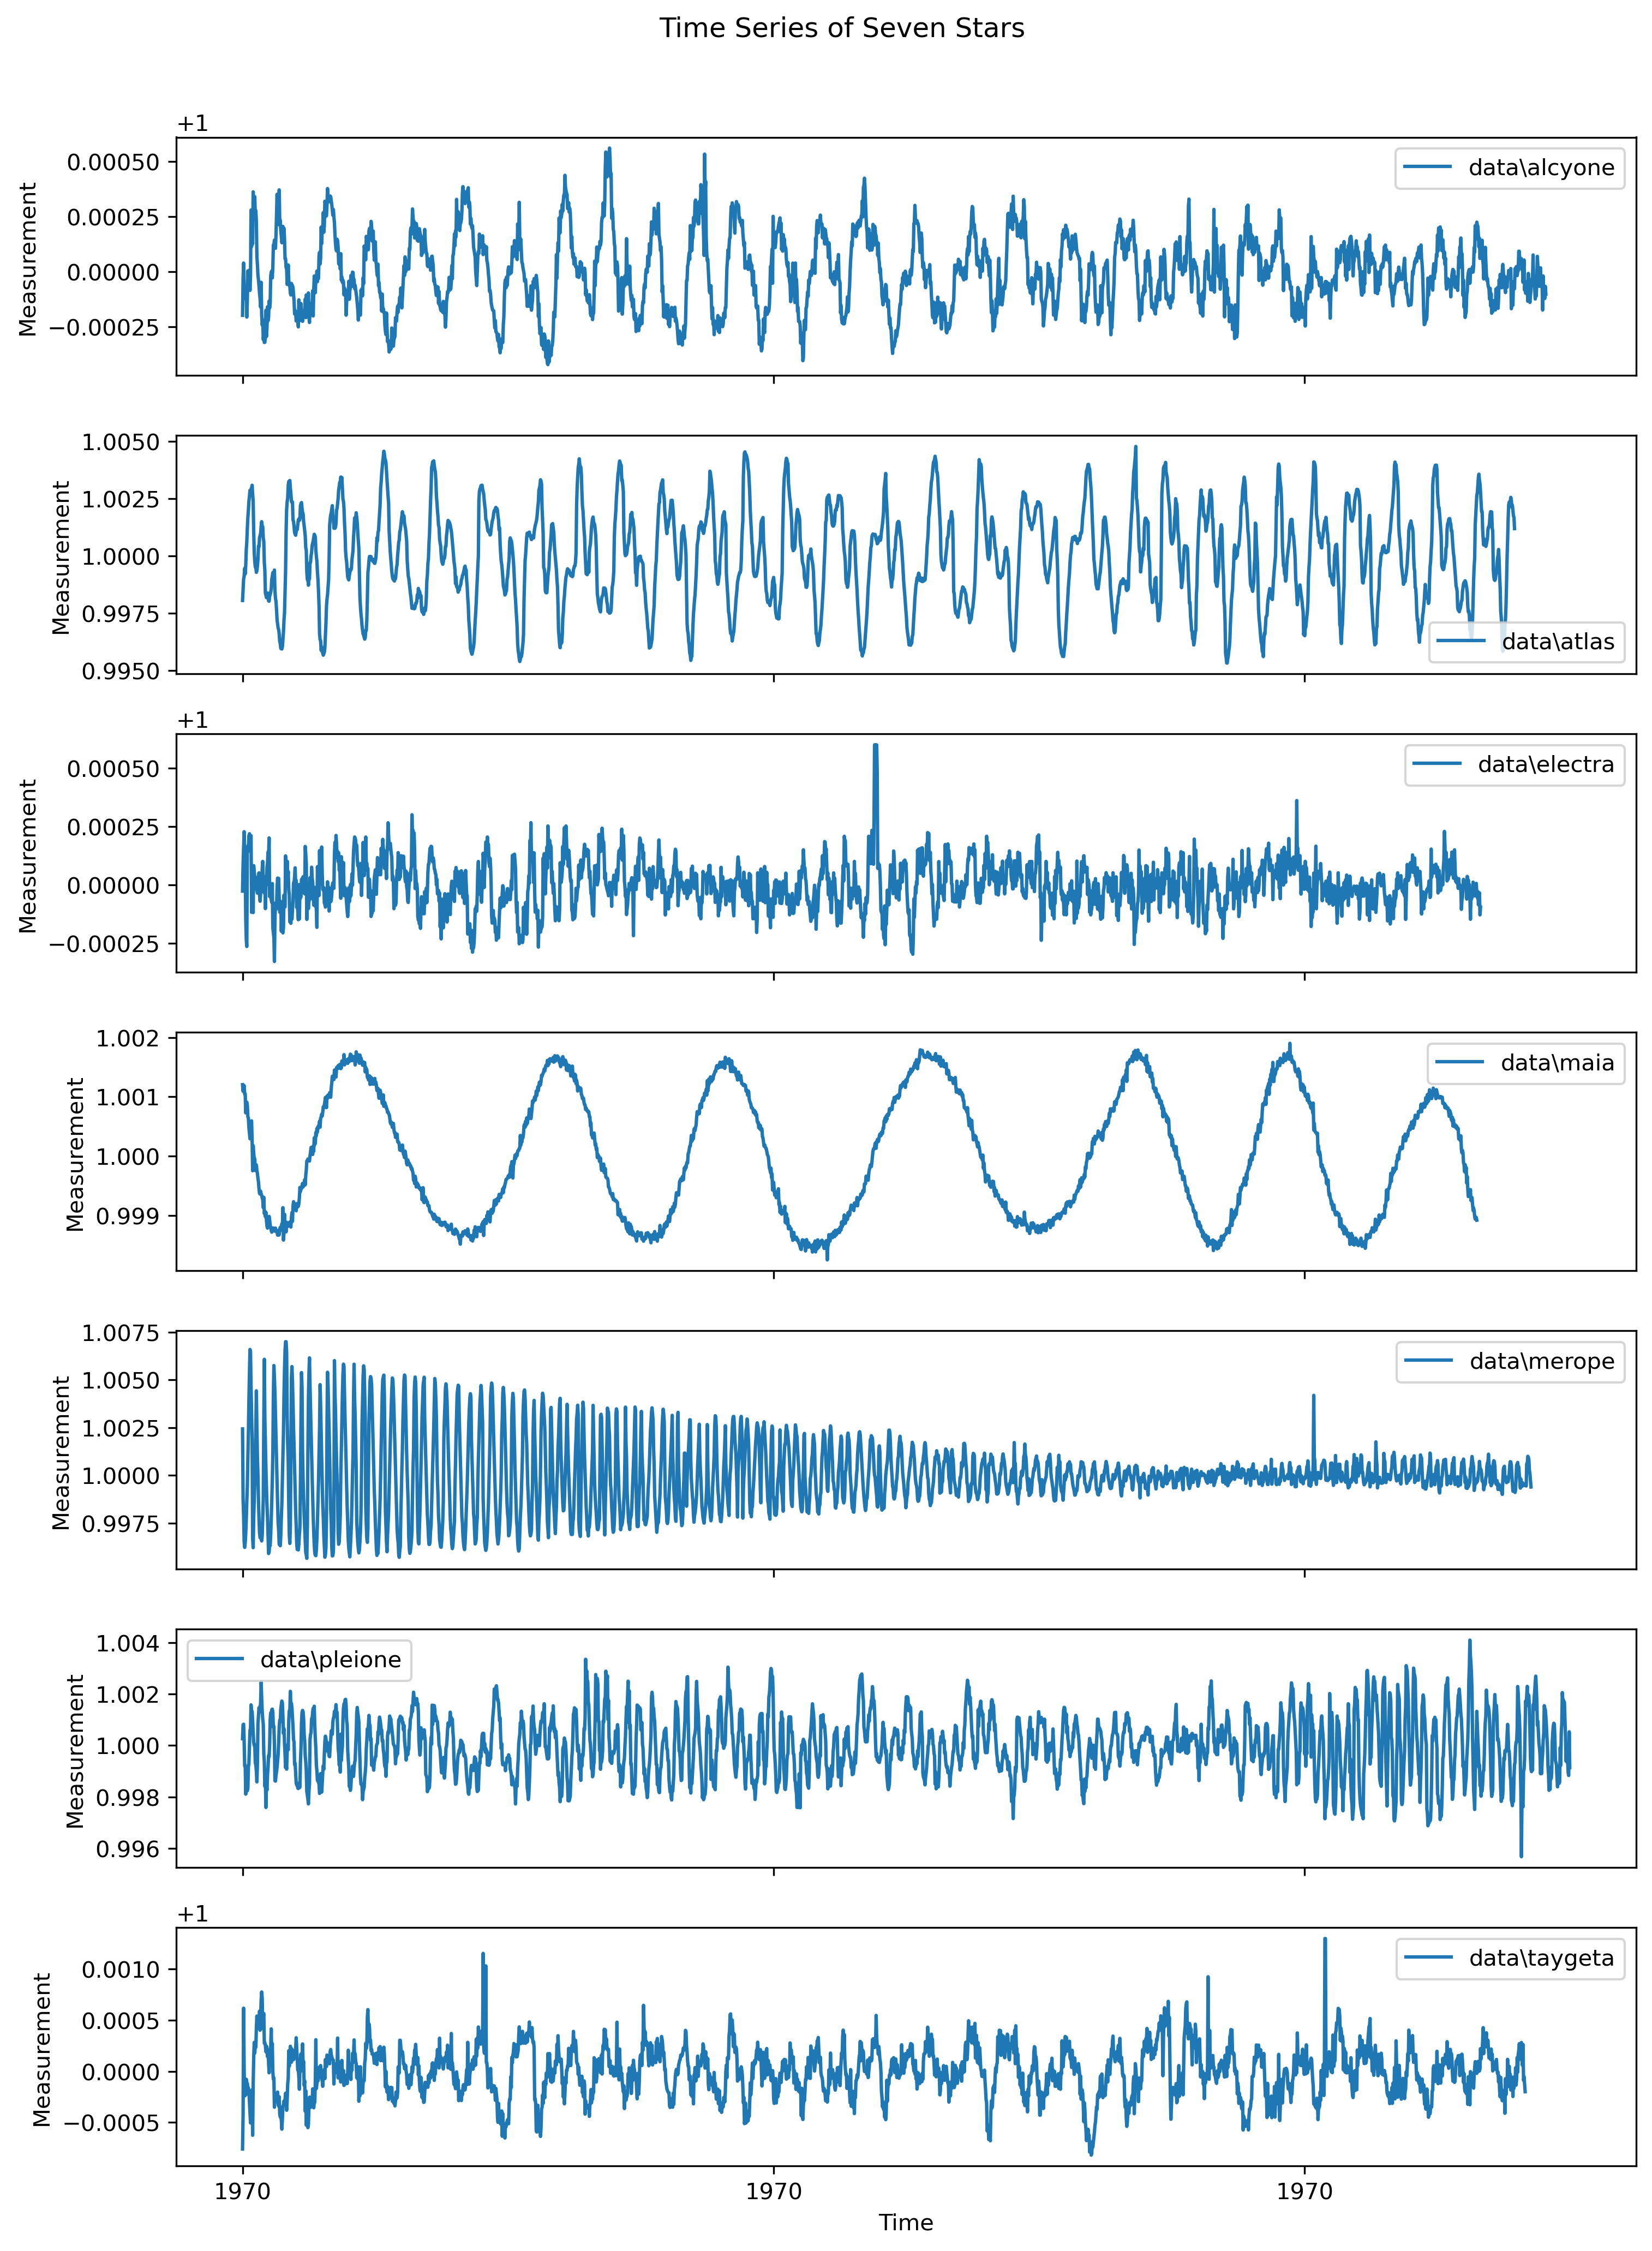 Time Series of Seven Stars
+1
0.00050
0.00025
0.00000
−0.00025
Measurement
data\alcyone
1.0050
1.0025
1.0000
0.9975
0.9950
Measurement
data\atlas
+1
0.00050
0.00025
0.00000
−0.00025
Measurement
data\electra
1.002
1.001
1.000
0.999
Measurement
data\maia
1.0075
1.0050
1.0025
1.0000
0.9975
Measurement
data\merope
1.004
1.002
1.000
0.998
0.996
Measurement
data\pleione
+1
0.0010
0.0005
0.0000
−0.0005
Measurement
data\taygeta
1970 1970 1970
Time